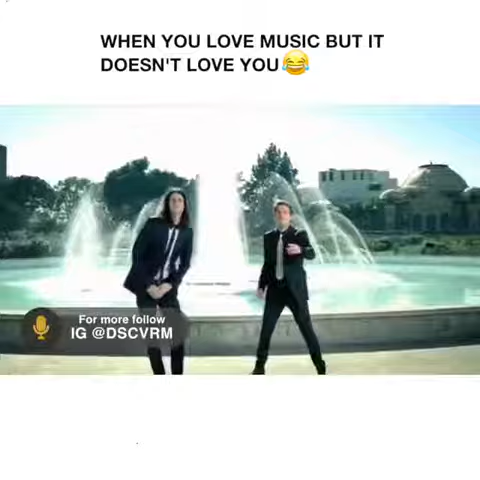 WHEN YOU LOVE MUSIC BUT IT
DOESN'T LOVE YOU😂
For more follow
IG @DSCVRM